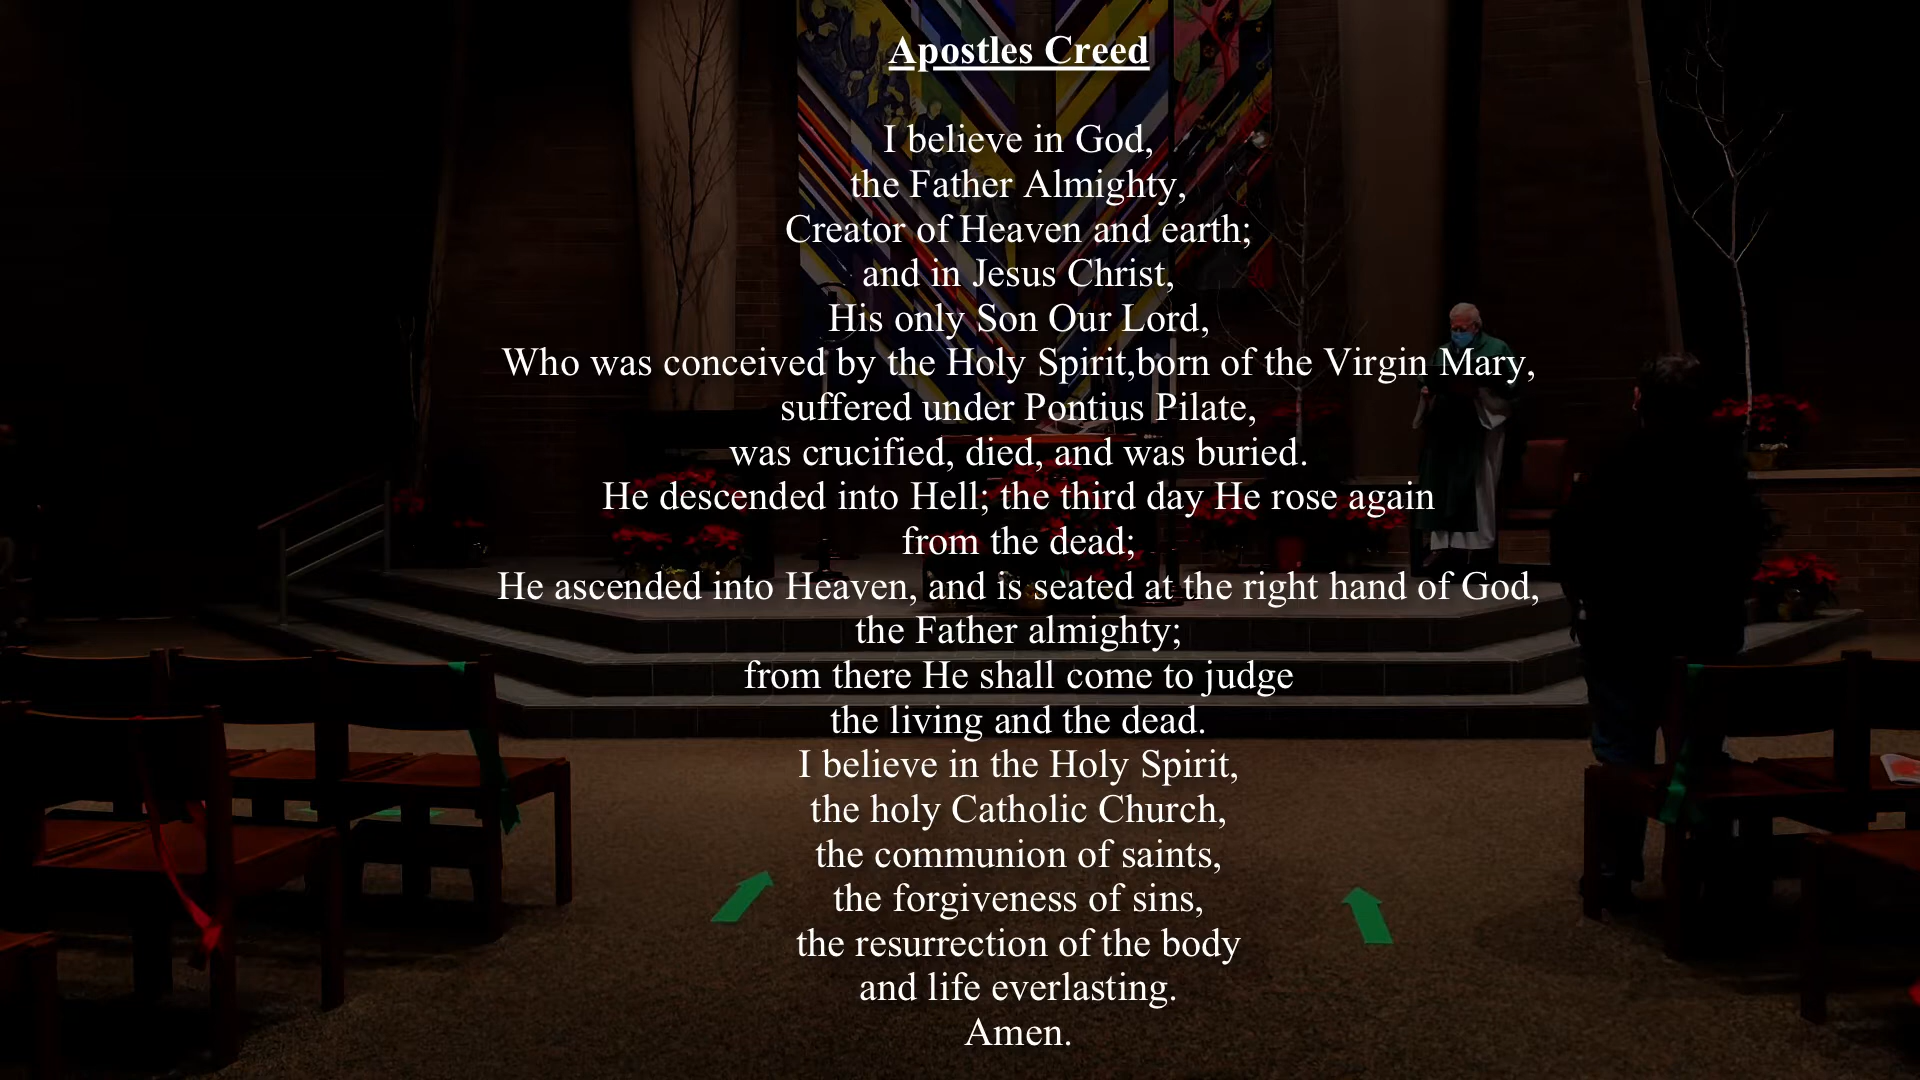 Apostles Creed
I believe in God,
the Father Almighty,
Creator of Heaven and earth;
and in Jesus Christ,
His only Son Our Lord,
Who was conceived by the Holy Spirit,born of the Virgin Mary,
suffered under Pontius Pilate,
was crucified, died, and was buried.
He descended into Hell; the third day He rose again
from the dead;
He ascended into Heaven, and is seated at the right hand of God,
the Father almighty;
from there He shall come to judge
the living and the dead.
I believe in the Holy Spirit,
the holy Catholic Church,
the communion of saints,
the forgiveness of sins,
the resurrection of the body
and life everlasting.
Amen.